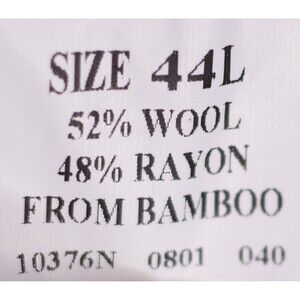 SIZE 44L
52% WOOL
48% RAYON
FROM BAMBOO
10376N 0801 040